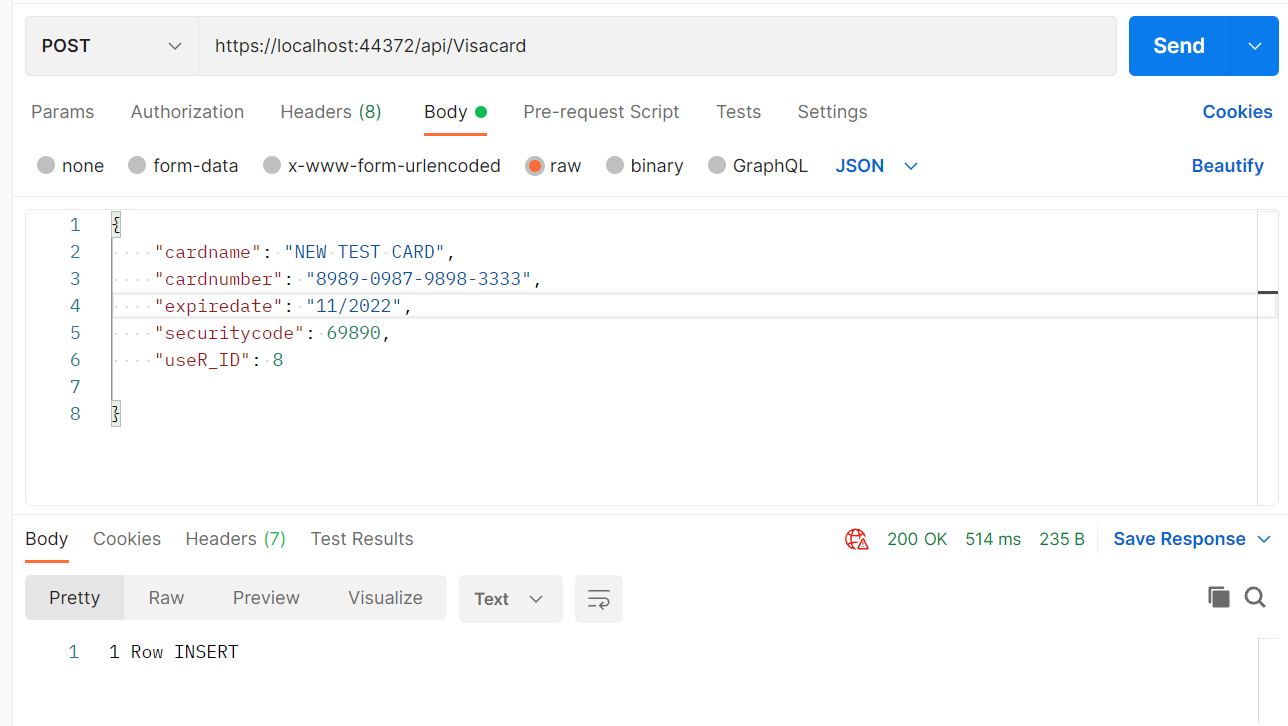 POST https://localhost:44372/api/Visacard Send
Params Authorization Headers (8) Body Pre-request Script Tests Settings Cookies
none form-data x-www-form-urlencoded raw binary GraphQL JSON Beautify
1 {
2 "cardname": "NEW TEST CARD",
3 "cardnumber": "8989-0987-9898-3333",
4 "expiredate": "11/2022",
5 "securitycode": 69890,
6 "useR_ID": 8
7
8 }
Body Cookies Headers (7) Test Results 200 OK 514 ms 235 B Save Response
Pretty Raw Preview Visualize Text
1 1 Row INSERT